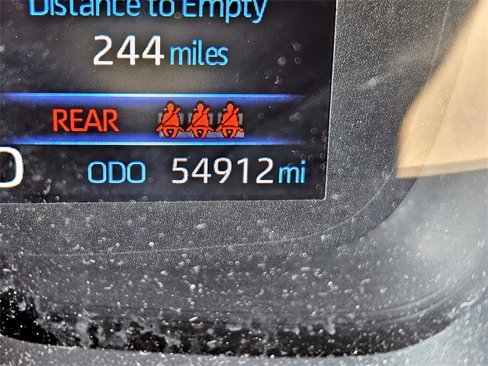 Distance to Empty
244 miles
REAR
ODO 54912 mi